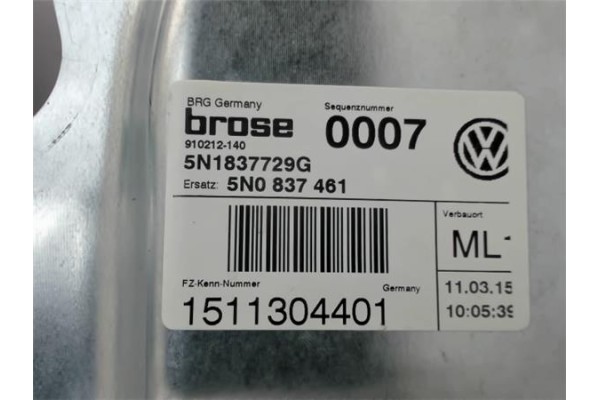 BRG Germany
Sequenznummer
brose
0007
910212-140
5N1837729G
Ersatz: 5N0 837 461
Verbauort
ML
FZ-Kenn-Nummer
Germany
11.03.15
1511304401
10:05:39